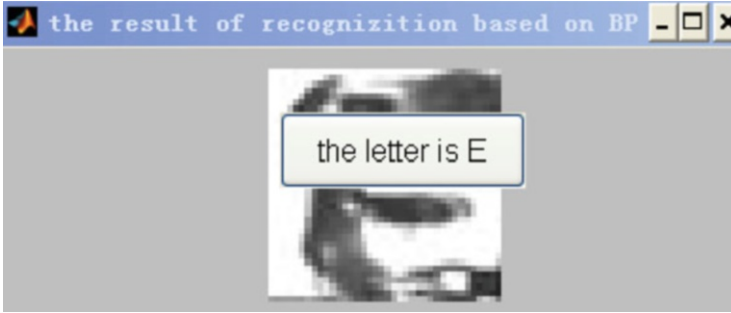 the result of recognizition based on BP
the letter is E